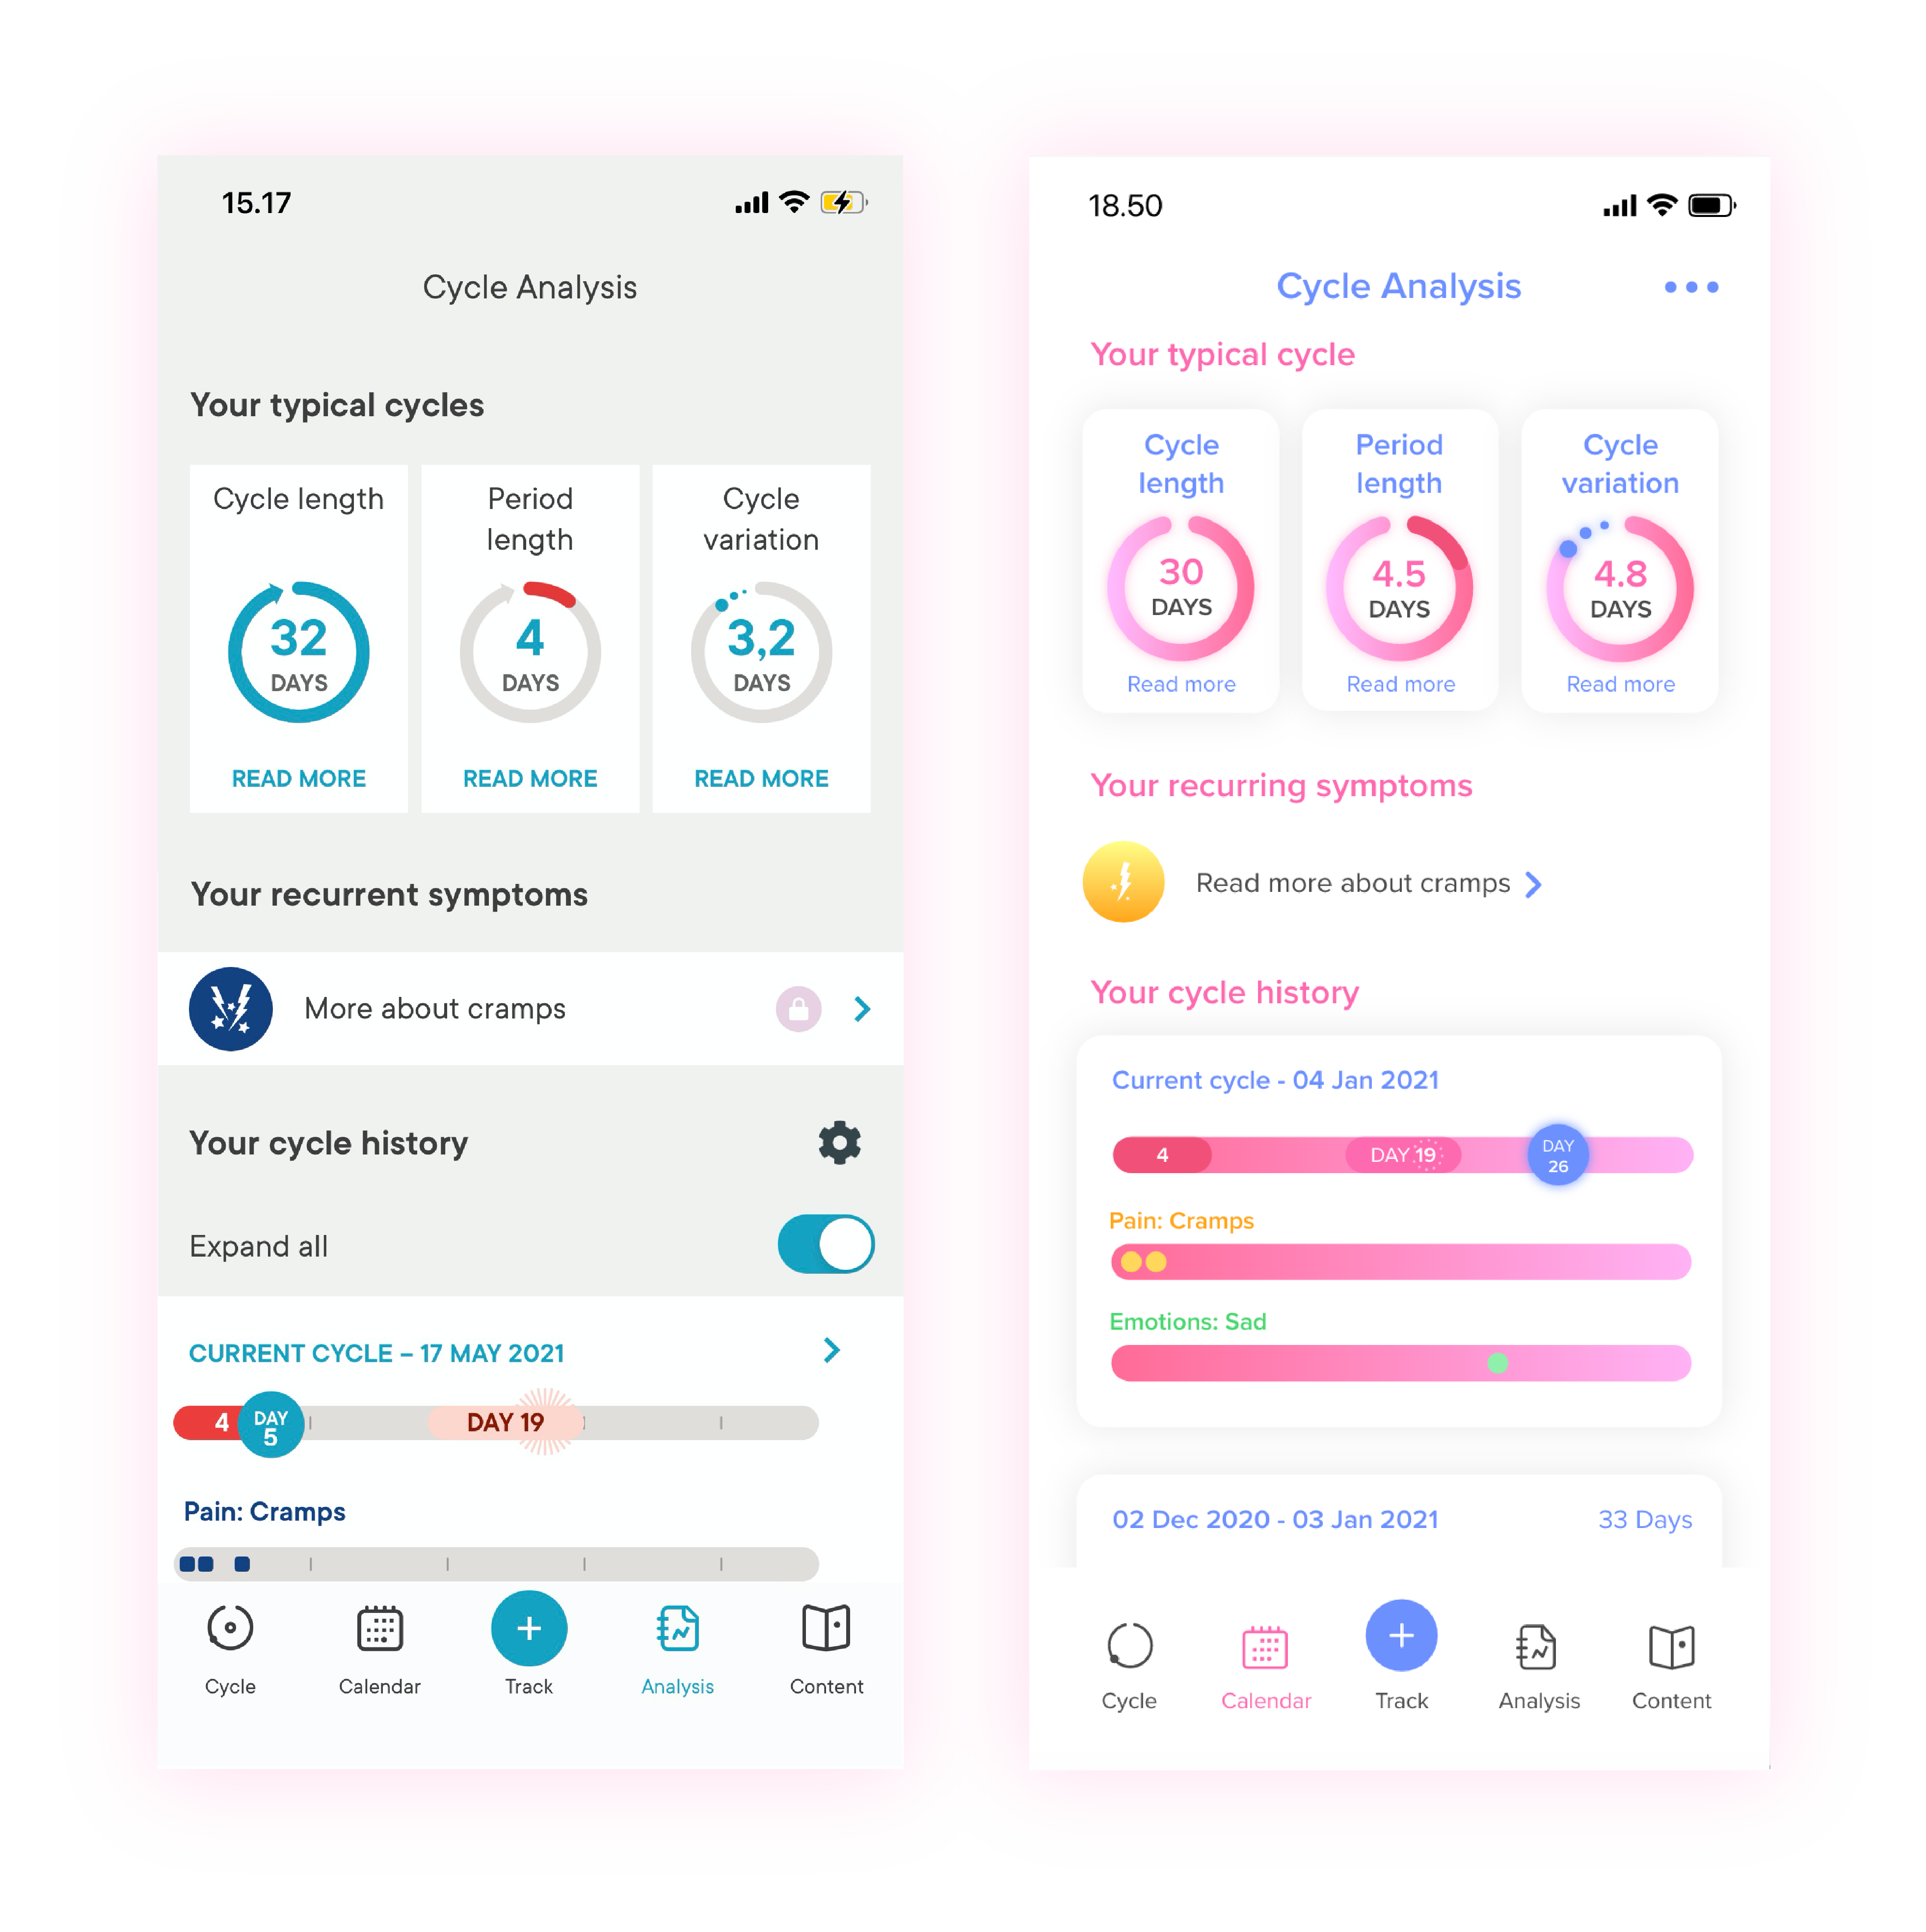 15.17
Cycle Analysis
Your typical cycles
Cycle length
32
DAYS
READ MORE
Period
length
4
DAYS
READ MORE
Cycle
variation
3,2
DAYS
READ MORE
Your recurrent symptoms
More about cramps
Your cycle history
Expand all
CURRENT CYCLE – 17 MAY 2021
4
DAY
5
DAY 19
Pain: Cramps
Cycle
Calendar
Track
Analysis
Content
18.50
Cycle Analysis
Your typical cycle
Cycle
length
30
DAYS
Read more
Period
length
4.5
DAYS
Read more
Cycle
variation
4.8
DAYS
Read more
Your recurring symptoms
Read more about cramps
Your cycle history
Current cycle - 04 Jan 2021
4
DAY 19
DAY
26
Pain: Cramps
Emotions: Sad
02 Dec 2020 - 03 Jan 2021
33 Days
Cycle
Calendar
Track
Analysis
Content